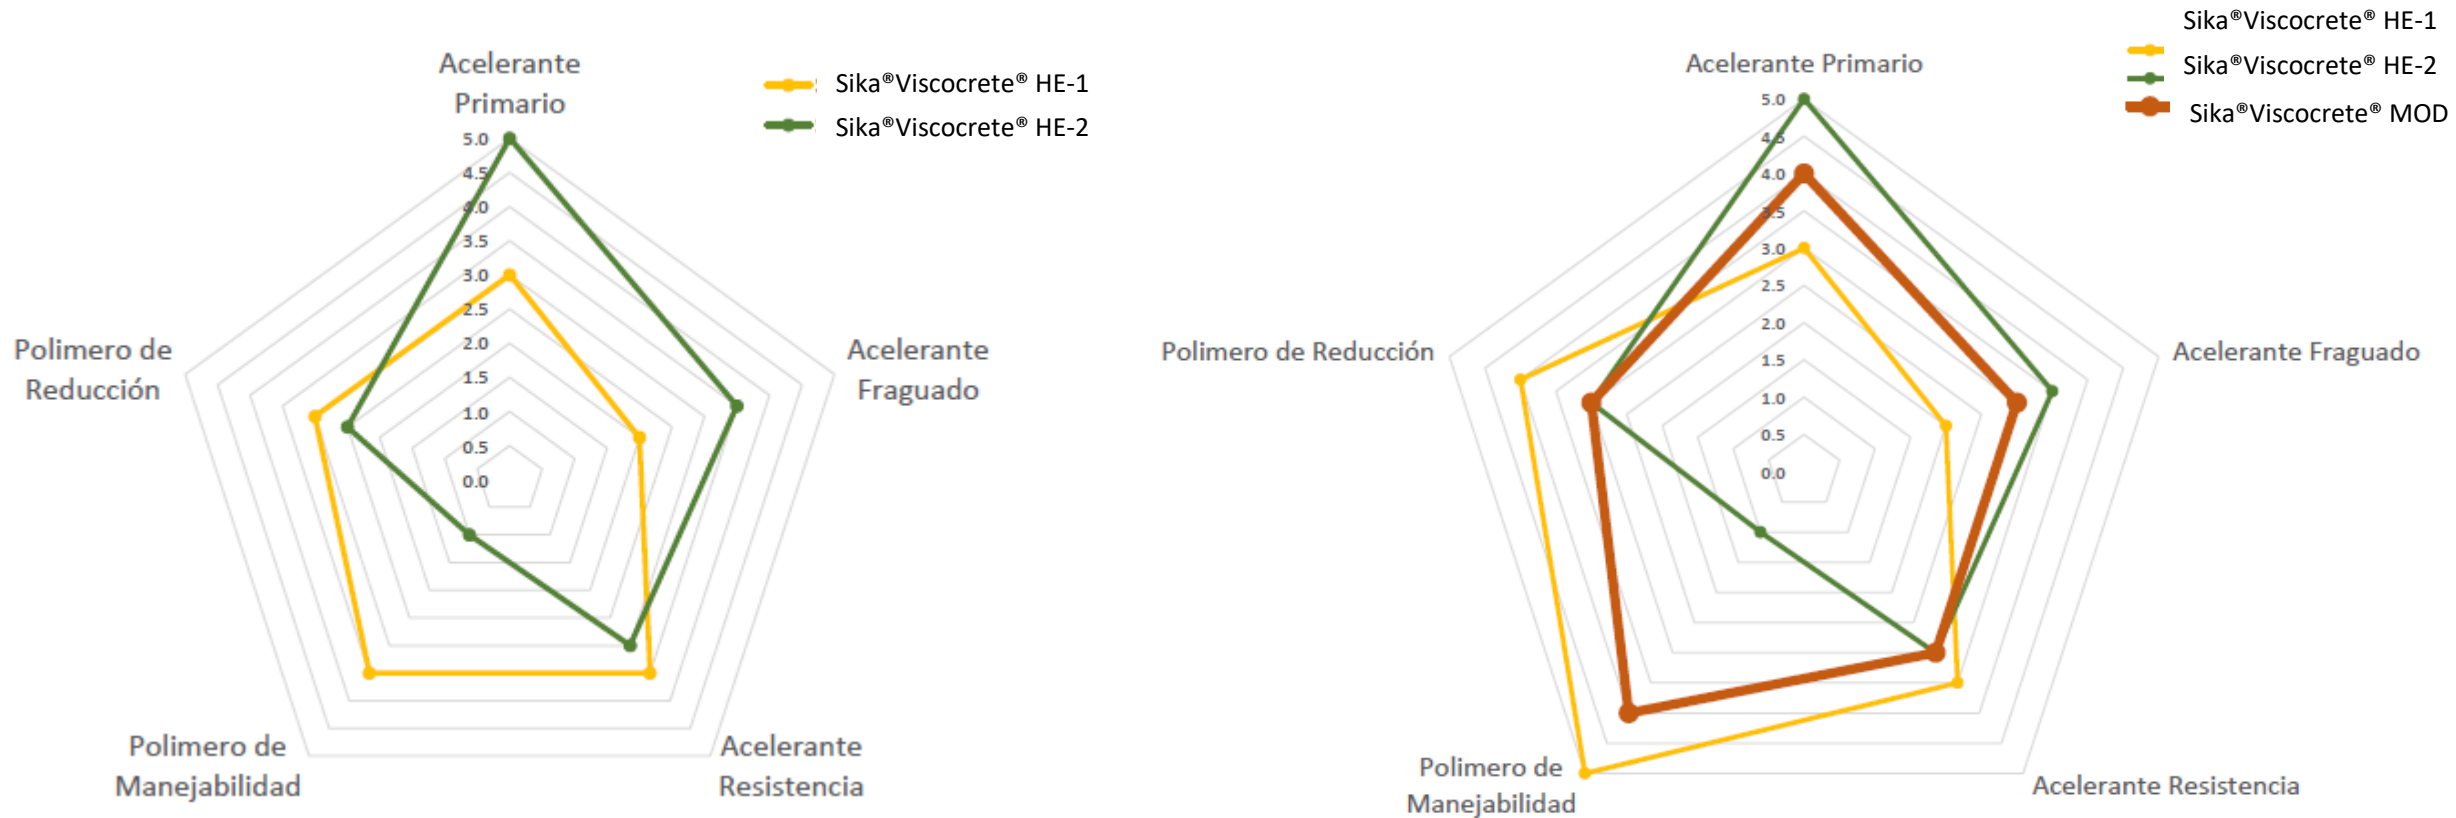 Acelerante
Primario
Sika®Viscocrete® HE-1
Sika®Viscocrete® HE-2
5.0
4.5
4.0
3.5
3.0
2.5
2.0
1.5
1.0
0.5
0.0
Polimero de
Reducción
Acelerante
Fraguado
Polimero de
Manejabilidad
Acelerante
Resistencia
Sika®Viscocrete® HE-1
Sika®Viscocrete® HE-2
Sika®Viscocrete® MOD
Acelerante Primario
5.0
4.5
4.0
3.5
3.0
2.5
2.0
1.5
1.0
0.5
0.0
Polimero de Reducción
Acelerante Fraguado
Polimero de
Manejabilidad
Acelerante Resistencia